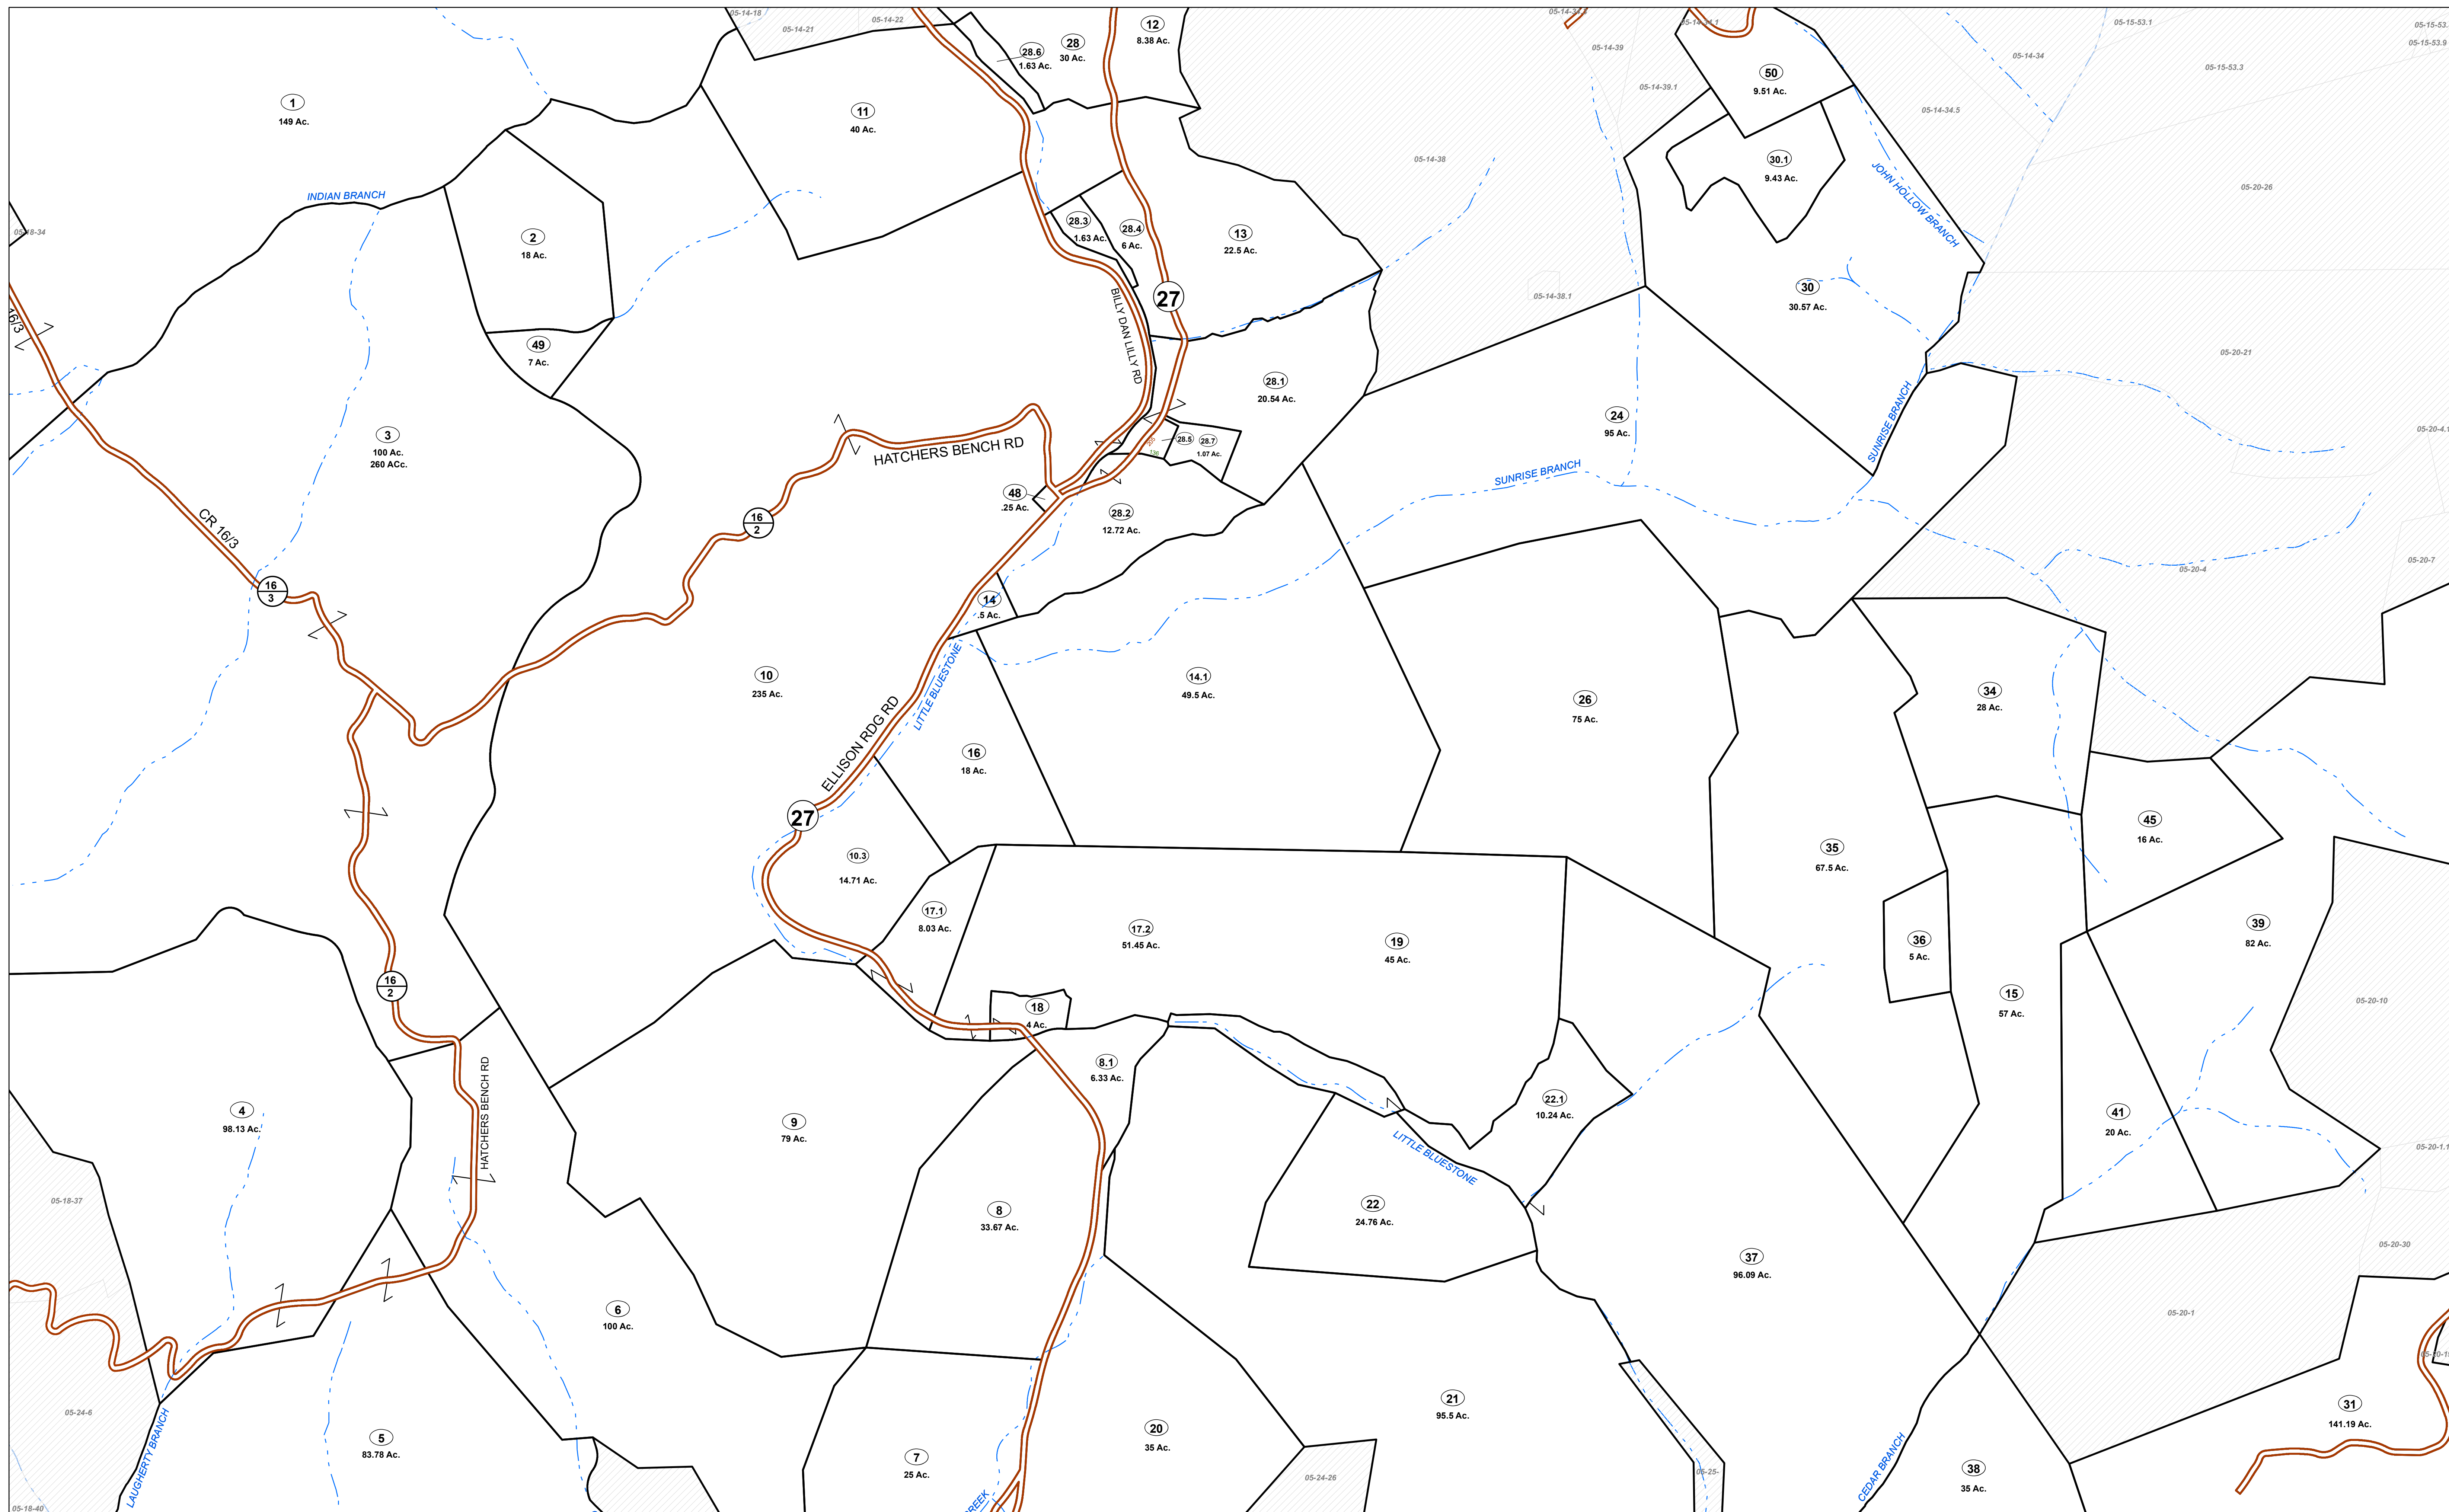 05-14-18
05-14-21
05-14-22
28.6
1.63 Ac.
28
30 Ac.
12
8.38 Ac.
05-14-39
05-14-39.1
05-14-38
05-14-38.1
50
9.51 Ac.
05-14-34
05-14-34.5
05-15-53.1
05-15-53.3
05-15-53.9
05-20-26
05-20-21
1
149 Ac.
11
40 Ac.
30.1
9.43 Ac.
JOHN HOLLOW BRANCH
INDIAN BRANCH
05-18-34
2
18 Ac.
28.3
1.63 Ac.
28.4
6 Ac.
13
22.5 Ac.
27
30
30.57 Ac.
16/3
49
7 Ac.
BILLY DAN LILLY RD
28.1
20.54 Ac.
24
95 Ac.
SUNRISE BRANCH
3
100 Ac.
260 ACc.
HATCHERS BENCH RD
28.5
28.7
1.07 Ac.
SUNRISE BRANCH
48
.25 Ac.
28.2
12.72 Ac.
CR 16/3
16
2
16
3
05-20-4
05-20-7
14
.5 Ac.
10
235 Ac.
LITTLE BLUESTONE
ELLISON RDG RD
14.1
49.5 Ac.
26
75 Ac.
34
28 Ac.
16
18 Ac.
27
10.3
14.71 Ac.
35
67.5 Ac.
45
16 Ac.
17.1
8.03 Ac.
17.2
51.45 Ac.
19
45 Ac.
36
5 Ac.
39
82 Ac.
15
57 Ac.
05-20-10
16
2
18
.4 Ac.
8.1
6.33 Ac.
22.1
10.24 Ac.
41
20 Ac.
4
98.13 Ac.
HATCHERS BENCH RD
9
79 Ac.
LITTLE BLUESTONE
05-20-1.1
05-18-37
8
33.67 Ac.
22
24.76 Ac.
37
96.09 Ac.
05-20-30
6
100 Ac.
05-20-1
21
95.5 Ac.
31
141.19 Ac.
05-24-6
LAUGHERTY BRANCH
5
83.78 Ac.
7
25 Ac.
20
35 Ac.
05-24-26
05-25-
CEDAR BRANCH
38
35 Ac.
05-18-40
REEK